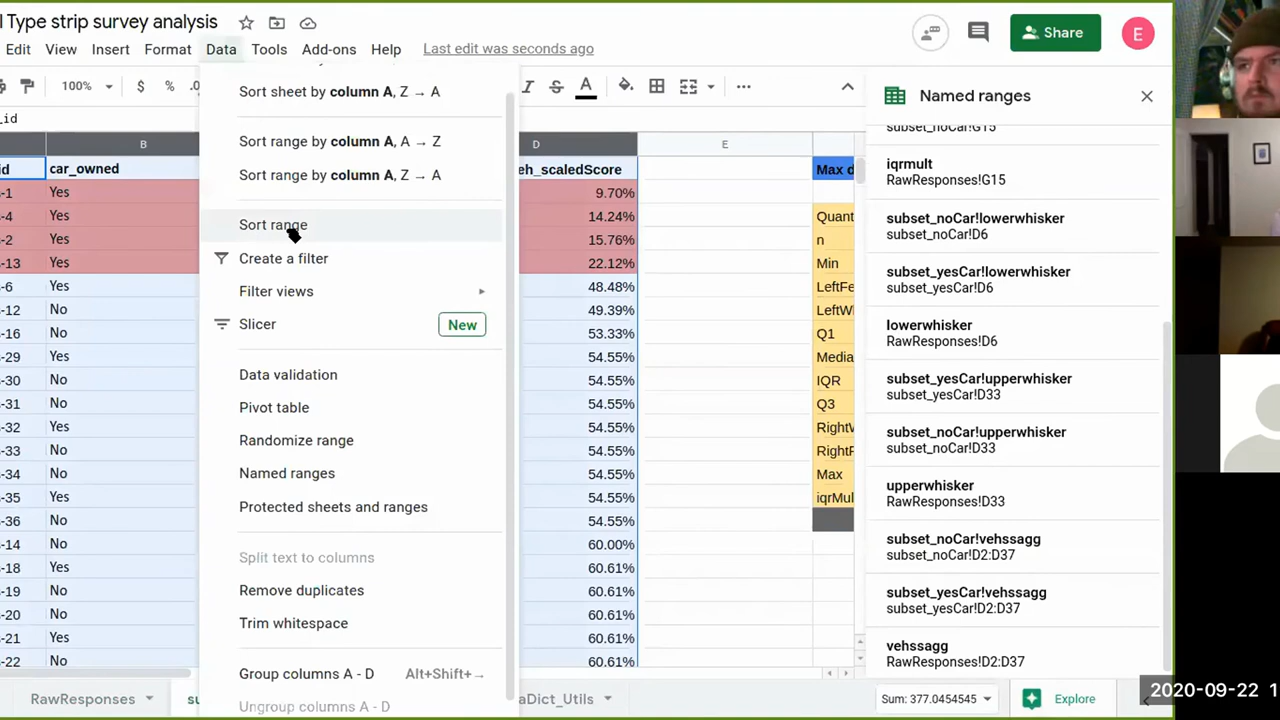 l Type strip survey analysis
Edit View Insert Format Data Tools Add-ons Help Last edit was seconds ago
Share
E
100% $ % .0
_id
Sort sheet by column A, Z → A
Sort range by column A, A → Z
Sort range by column A, Z → A
Sort range
Create a filter
Filter views
Slicer New
Data validation
Pivot table
Randomize range
Named ranges
Protected sheets and ranges
Split text to columns
Remove duplicates
Trim whitespace
Group columns A - D Alt+Shift+→
Ungroup columns A - D
B D E
id car_owned eh_scaledScore Max d
s-1 Yes 9.70%
s-4 Yes 14.24% Quant
s-2 Yes 15.76% n
s-13 Yes 22.12% Min
s-6 Yes 48.48% LeftFe
s-12 No 49.39% LeftWl
s-16 No 53.33% Q1
s-29 Yes 54.55% Media
s-30 No 54.55% IQR
s-31 No 54.55% Q3
s-32 Yes 54.55% RightW
s-33 No 54.55% RightF
s-34 No 54.55% Max
s-35 Yes 54.55% iqrMul
s-36 No 54.55%
s-14 No 60.00%
s-18 Yes 60.61%
s-19 No 60.61%
s-20 No 60.61%
s-21 Yes 60.61%
s-22 No 60.61%
Named ranges
subset_noCar!G15
iqrmult
RawResponses!G15
subset_noCar!lowerwhisker
subset_noCar!D6
subset_yesCar!lowerwhisker
subset_yesCar!D6
lowerwhisker
RawResponses!D6
subset_yesCar!upperwhisker
subset_yesCar!D33
subset_noCar!upperwhisker
subset_noCar!D33
upperwhisker
RawResponses!D33
subset_noCar!vehssagg
subset_noCar!D2:D37
subset_yesCar!vehssagg
subset_yesCar!D2:D37
vehssagg
RawResponses!D2:D37
RawResponses su aDict_Utils Sum: 377.0454545 Explore
2020-09-22 1